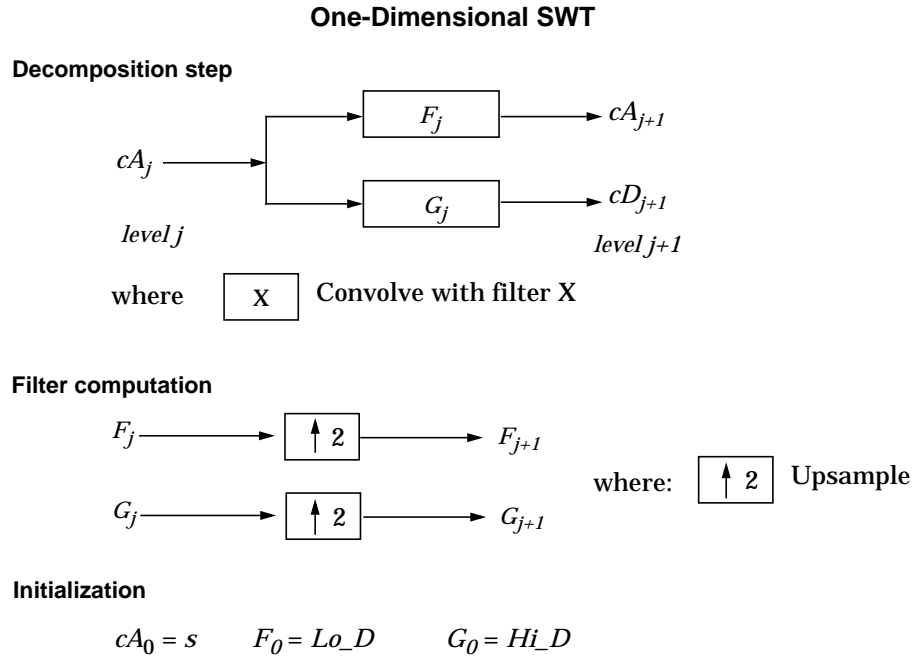 One-Dimensional SWT
Decomposition step
F_j
cA_{j+1}
cA_j
G_j
cD_{j+1}
level j
level j+1
where X Convolve with filter X
Filter computation
F_j ↑ 2 F_{j+1}
where: ↑ 2 Upsample
G_j ↑ 2 G_{j+1}
Initialization
cA_0 = s F_0 = Lo_D G_0 = Hi_D